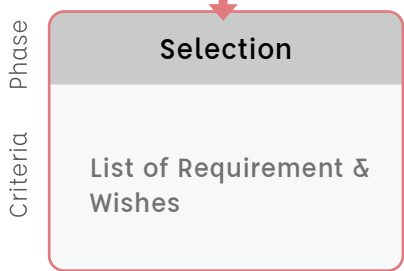 Phase
Selection
Criteria
List of Requirement &
Wishes